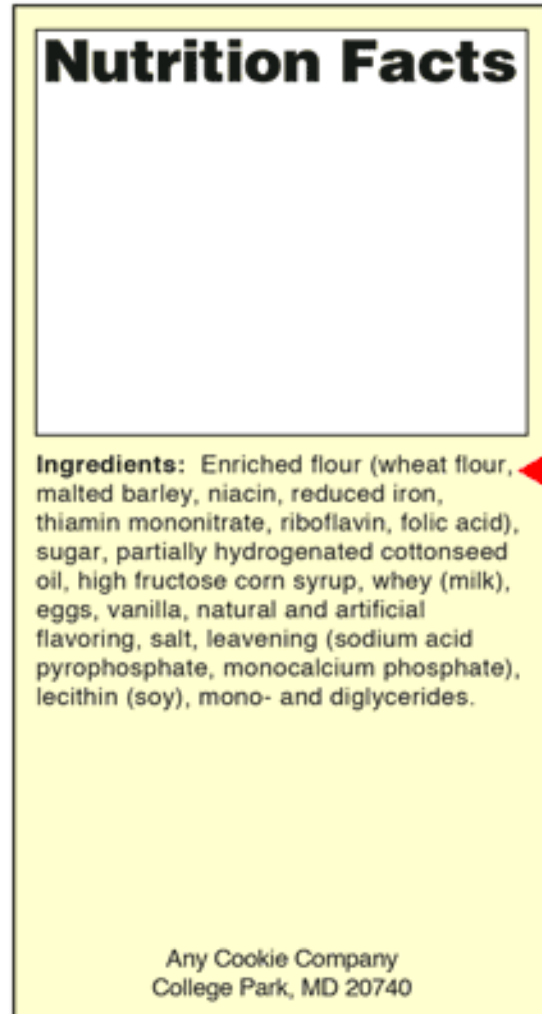 Nutrition Facts
Ingredients: Enriched flour (wheat flour,
malted barley, niacin, reduced iron,
thiamin mononitrate, riboflavin, folic acid),
sugar, partially hydrogenated cottonseed
oil, high fructose corn syrup, whey (milk),
eggs, vanilla, natural and artificial
flavoring, salt, leavening (sodium acid
pyrophosphate, monocalcium phosphate),
lecithin (soy), mono- and diglycerides.
Any Cookie Company
College Park, MD 20740